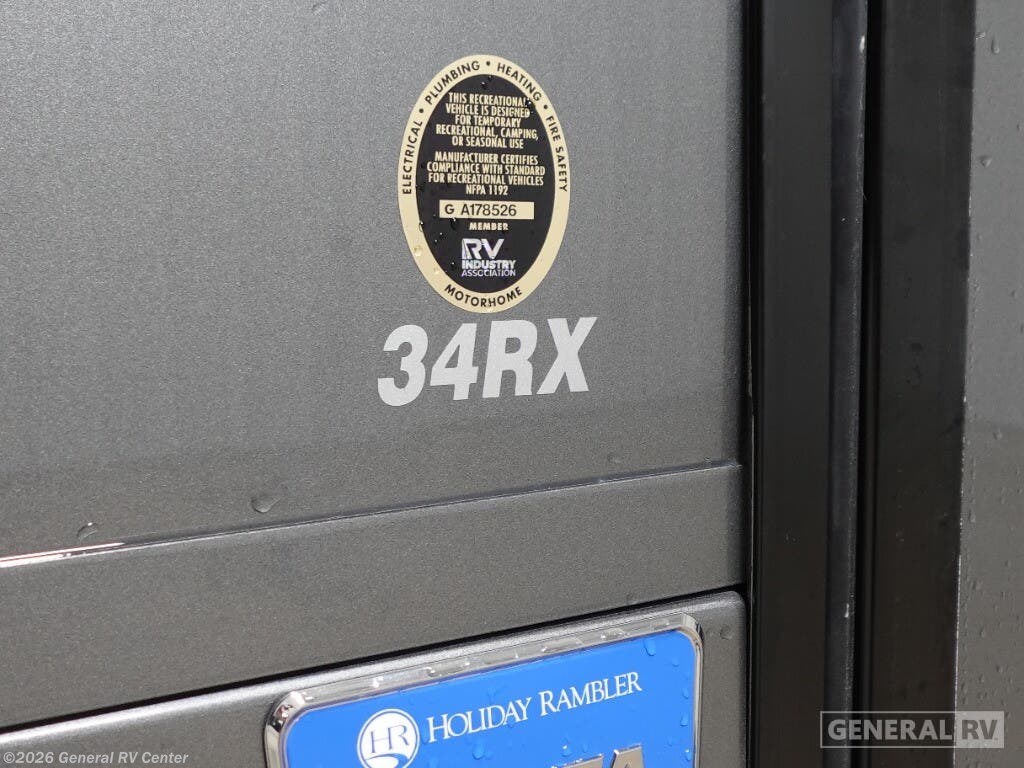 ELECTRICAL • PLUMBING • HEATING • FIRE SAFETY
THIS RECREATIONAL
VEHICLE IS DESIGNED
FOR TEMPORARY
RECREATIONAL, CAMPING,
OR SEASONAL USE
MANUFACTURER CERTIFIES
COMPLIANCE WITH STANDARD
FOR RECREATIONAL VEHICLES
NFPA 1192
G A178526
MEMBER
RV
INDUSTRY
ASSOCIATION
MOTORHOME
34RX
HR HOLIDAY RAMBLER
GENERAL RV
©2026 General RV Center